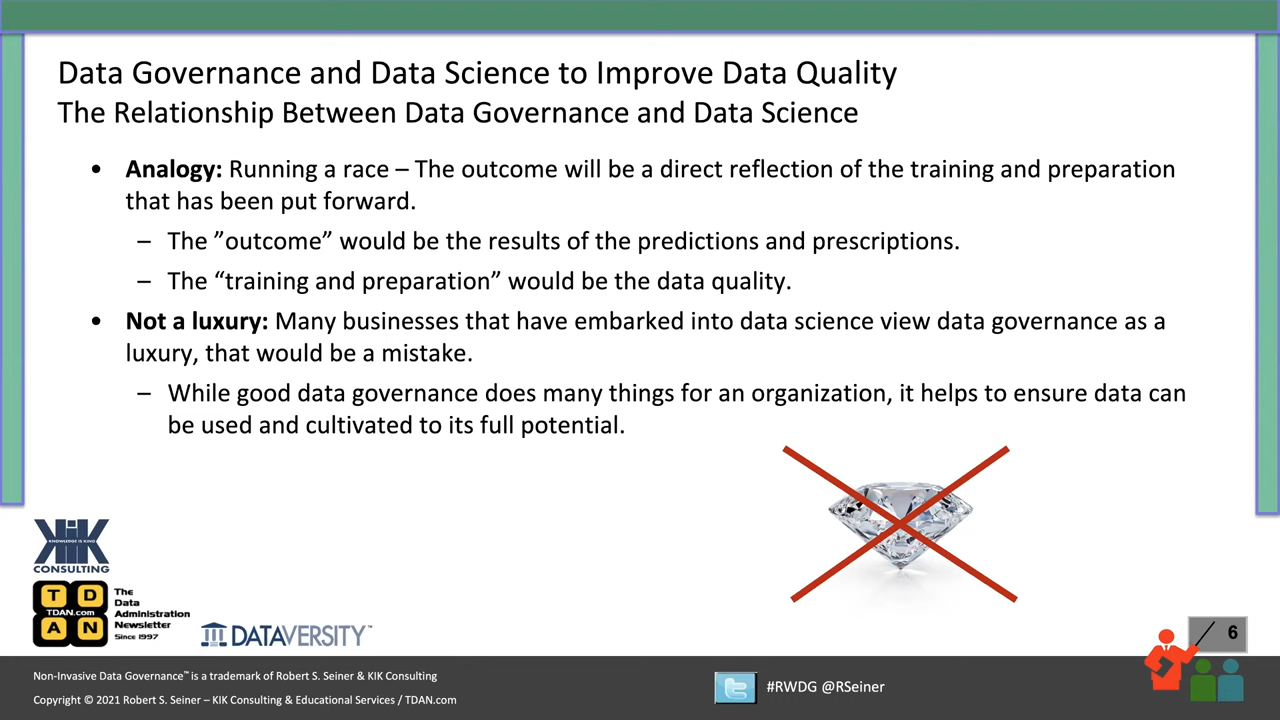 Data Governance and Data Science to Improve Data Quality
The Relationship Between Data Governance and Data Science
• Analogy: Running a race – The outcome will be a direct reflection of the training and preparation
that has been put forward.
– The ”outcome” would be the results of the predictions and prescriptions.
– The “training and preparation” would be the data quality.
• Not a luxury: Many businesses that have embarked into data science view data governance as a
luxury, that would be a mistake.
– While good data governance does many things for an organization, it helps to ensure data can
be used and cultivated to its full potential.
KIK
KNOWLEDGE IS KING
CONSULTING
T D
TDAN.com
A N
The
Data
Administration
Newsletter
Since 1997
DATAVERSITY™
6
Non-Invasive Data Governance™ is a trademark of Robert S. Seiner & KIK Consulting
Copyright © 2021 Robert S. Seiner – KIK Consulting & Educational Services / TDAN.com
#RWDG @RSeiner